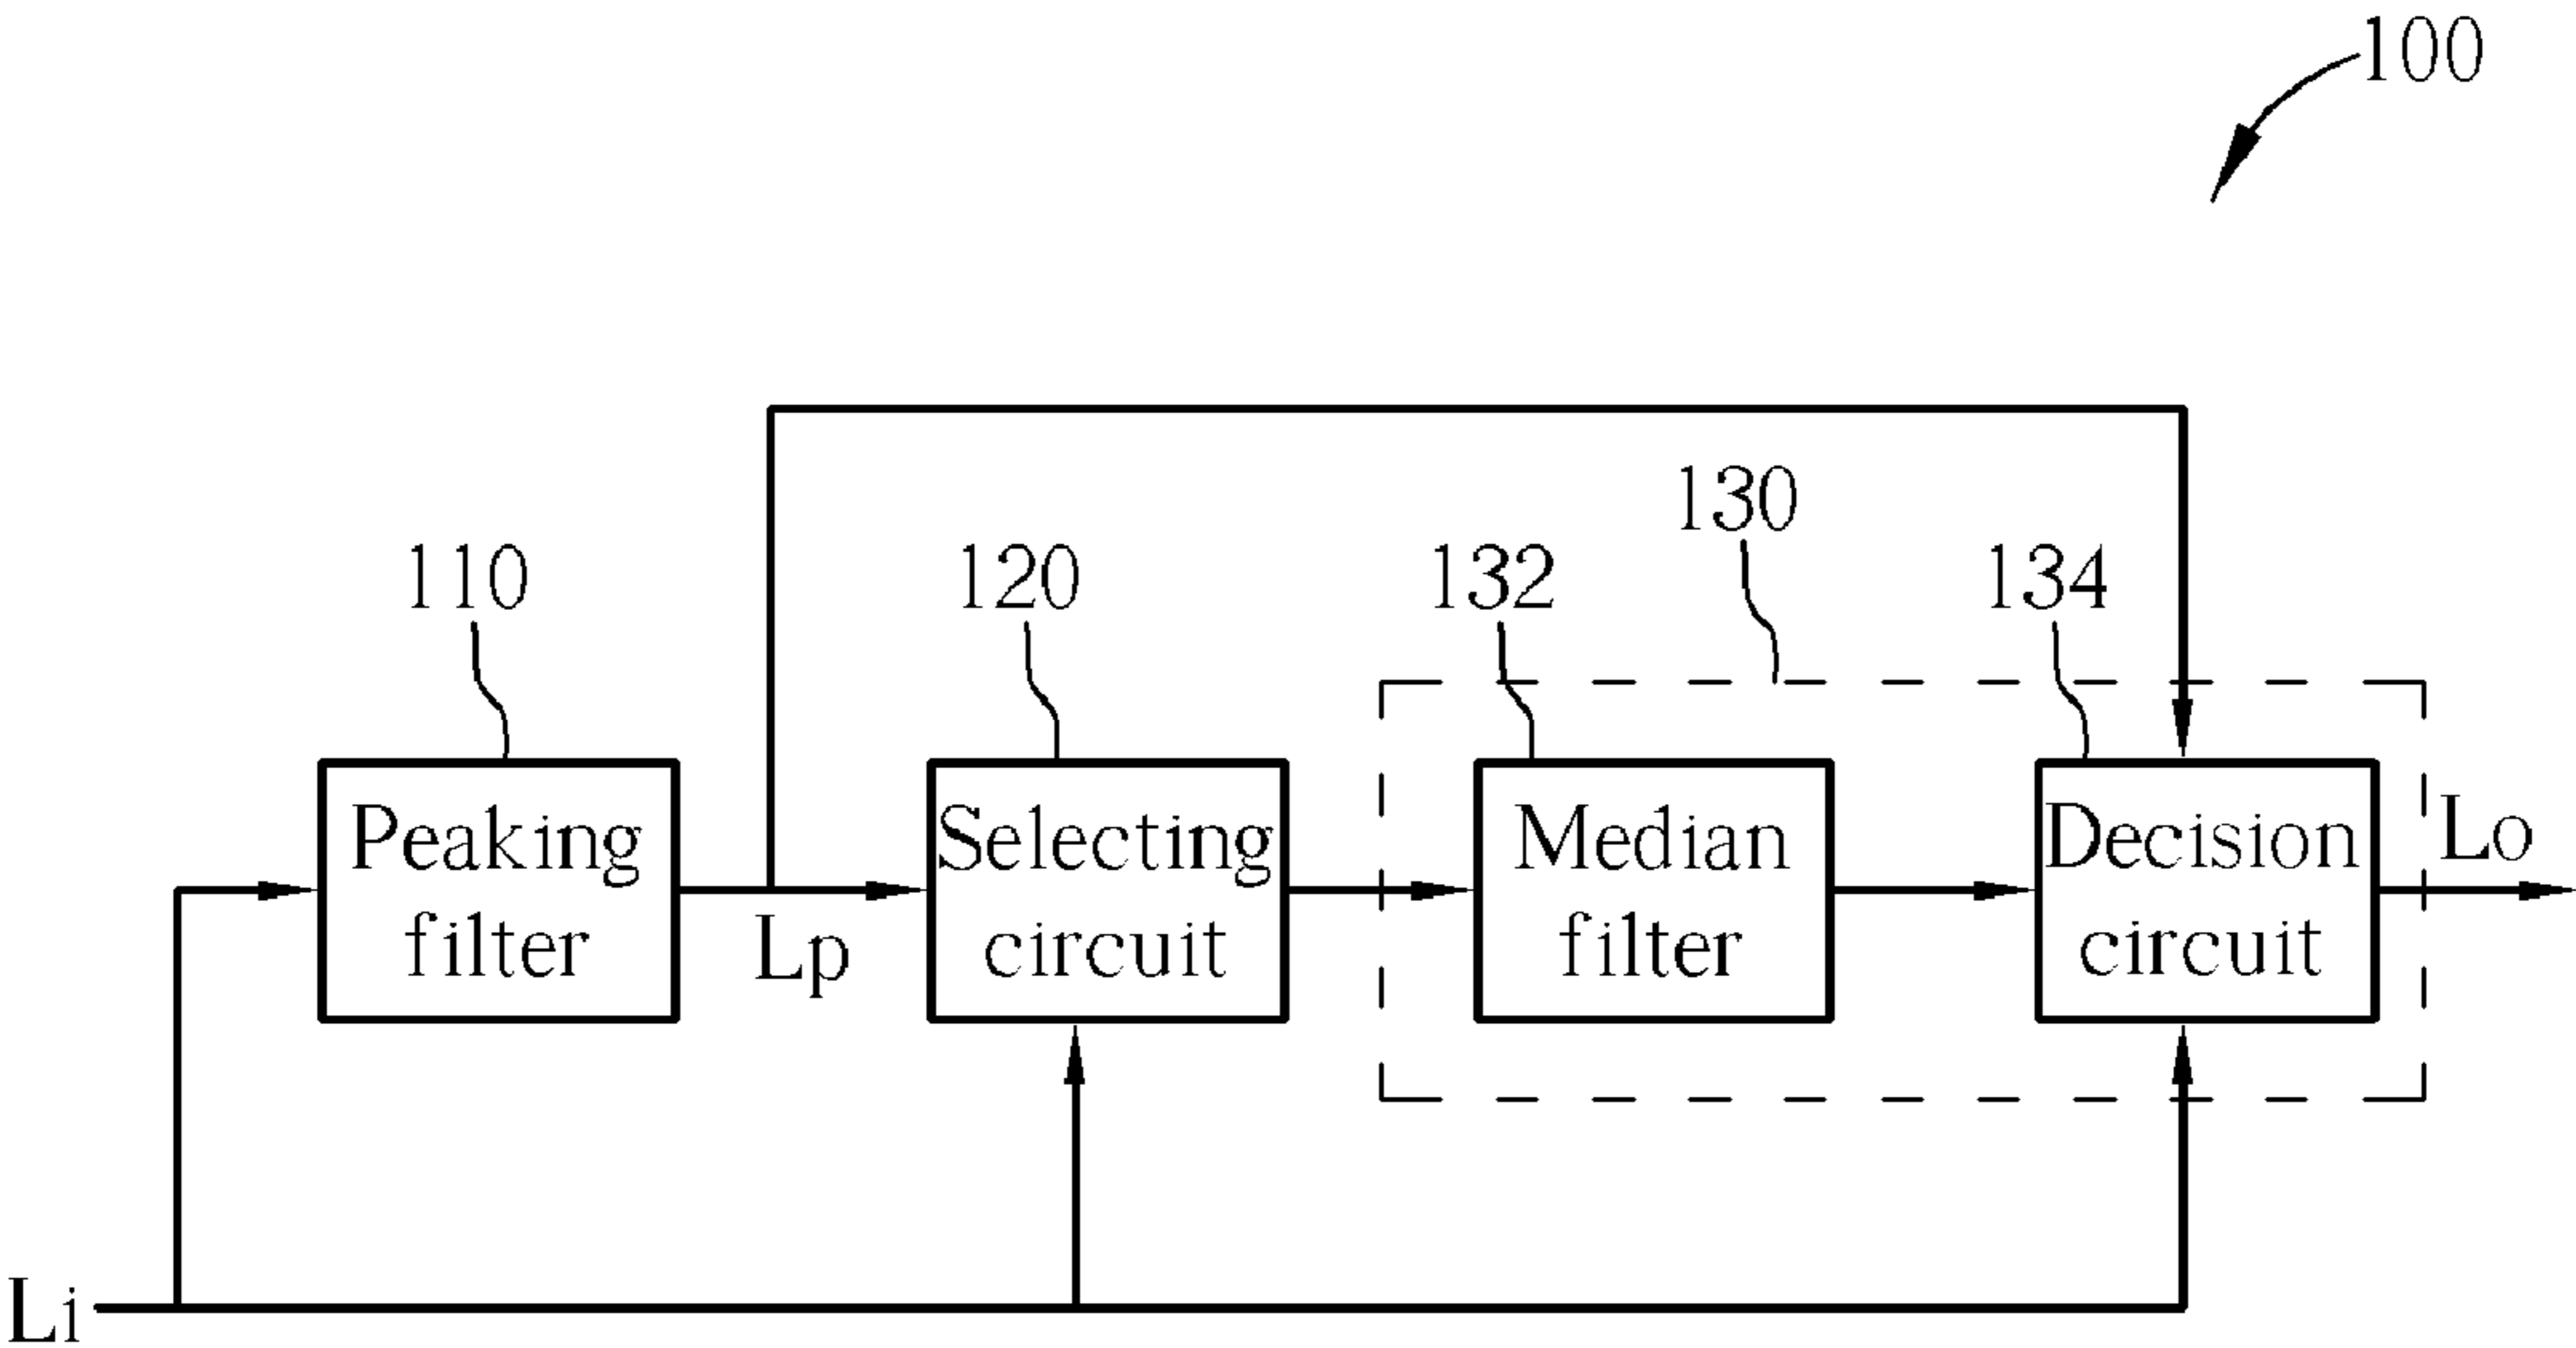 100
130
110
120
132
134
Peaking
filter
Selecting
circuit
Median
filter
Decision
circuit
Lo
Lp
Li